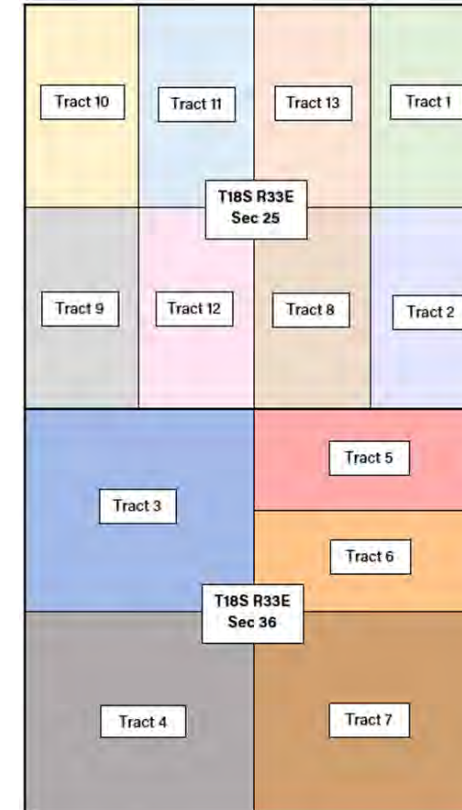 Tract 10
Tract 11
Tract 13
Tract 1
T18S R33E
Sec 25
Tract 9
Tract 12
Tract 8
Tract 2
Tract 5
Tract 3
Tract 6
T18S R33E
Sec 36
Tract 4
Tract 7